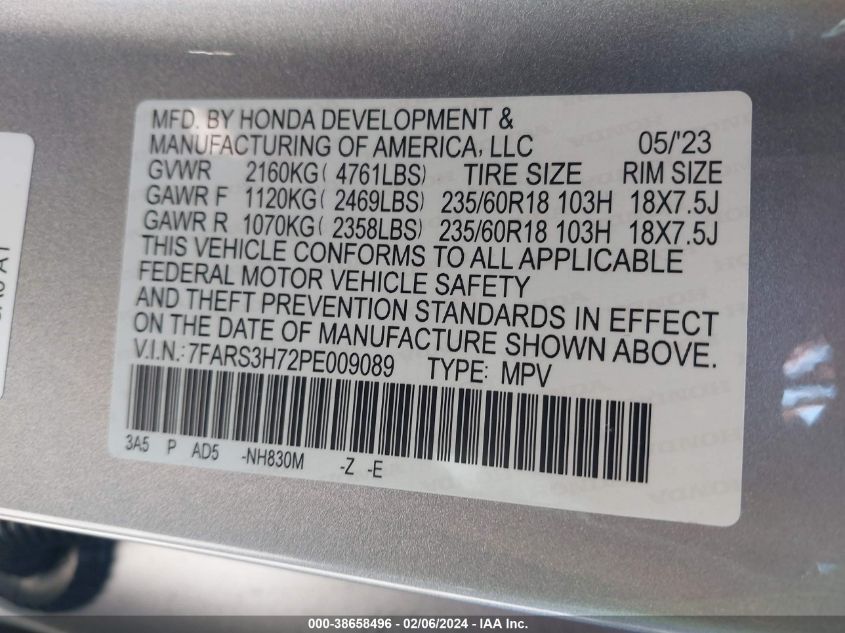 MFD. BY HONDA DEVELOPMENT &
MANUFACTURING OF AMERICA, LLC 05/'23
GVWR 2160KG( 4761LBS) TIRE SIZE RIM SIZE
GAWR F 1120KG( 2469LBS) 235/60R18 103H 18X7.5J
GAWR R 1070KG( 2358LBS) 235/60R18 103H 18X7.5J
THIS VEHICLE CONFORMS TO ALL APPLICABLE
FEDERAL MOTOR VEHICLE SAFETY
AND THEFT PREVENTION STANDARDS IN EFFECT
ON THE DATE OF MANUFACTURE SHOWN ABOVE.
V.I.N.: 7FARS3H72PE009089 TYPE: MPV
3A5 P AD5 -NH830M -Z -E
000-38658496 - 02/06/2024 - IAAI Inc.